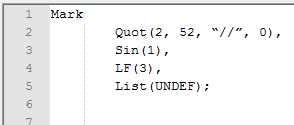 1 Mark
2 Quot(2, 52, “//”, 0),
3 Sin(1),
4 LF(3),
5 List(UNDEF);
6
7